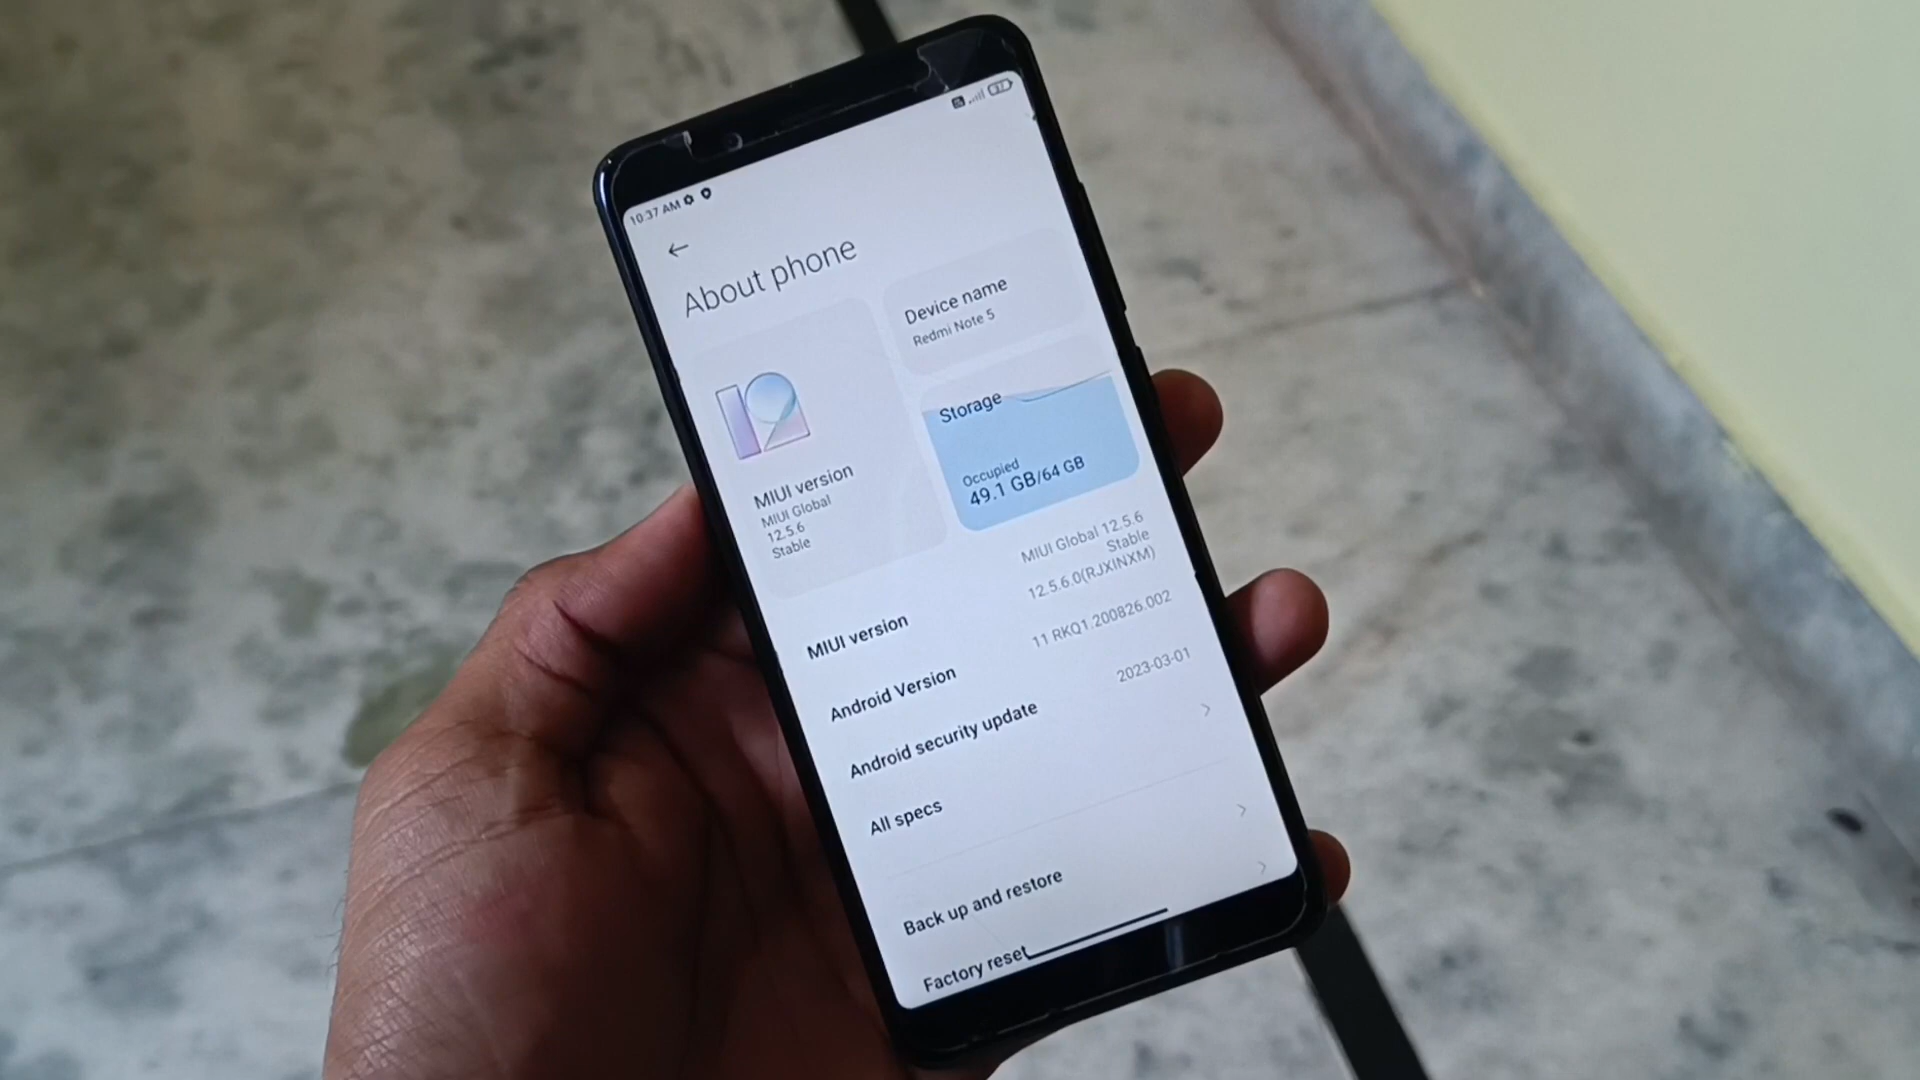 10:37 AM
About phone
MIUI version
MIUI Global
12.5.6
Stable
Device name
Redmi Note 5
Storage
Occupied
49.1 GB/64 GB
MIUI version
MIUI Global 12.5.6
Stable
12.5.6.0(RJXINXM)
Android Version
11 RKQ1.200826.002
Android security update
2023-03-01
All specs
Back up and restore
Factory reset